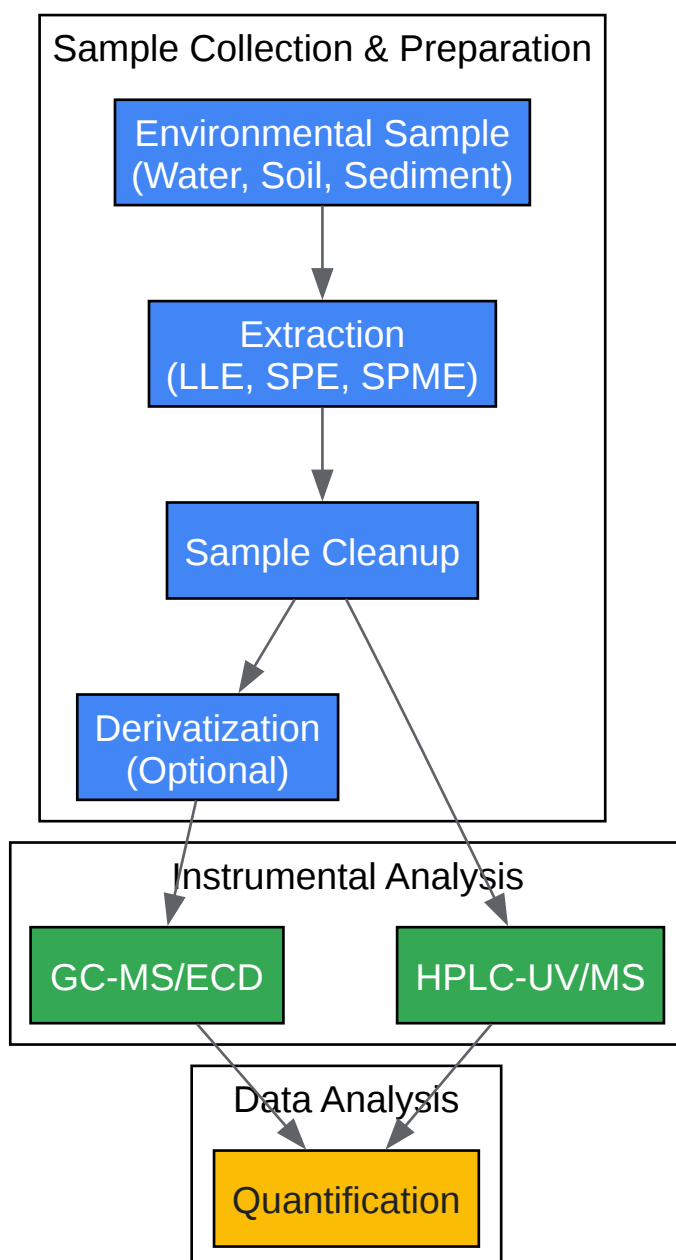 Sample Collection & Preparation
Environmental Sample
(Water, Soil, Sediment)
Extraction
(LLE, SPE, SPME)
Sample Cleanup
Derivatization
(Optional)
Instrumental Analysis
GC-MS/ECD
HPLC-UV/MS
Data Analysis
Quantification